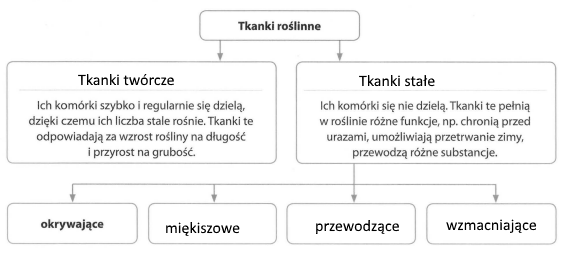 Tkanki roślinne
Tkanki twórcze
Ich komórki szybko i regularnie się dzielą,
dzięki czemu ich liczba stale rośnie. Tkanki te
odpowiadają za wzrost rośliny na długość
i przyrost na grubość.
Tkanki stałe
Ich komórki się nie dzielą. Tkanki te pełnią
w roślinie różne funkcje, np. chronią przed
urazami, umożliwiają przetrwanie zimy,
przewodzą różne substancje.
okrywające
miękiszowe
przewodzące
wzmacniające